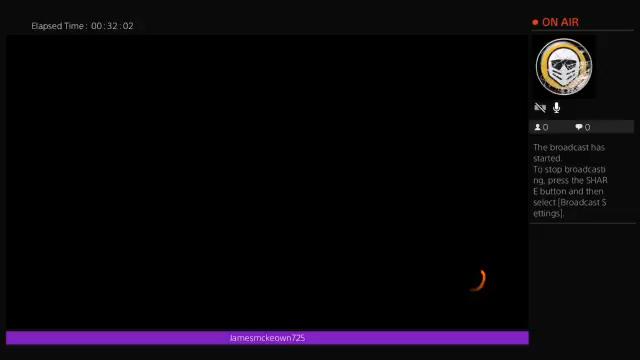 Elapsed Time : 00 : 32 : 02
ON AIR
0 0
The broadcast has
started.
To stop broadcasti
ng, press the SHAR
E button and then
select [Broadcast S
ettings].
Jamesmckeown725